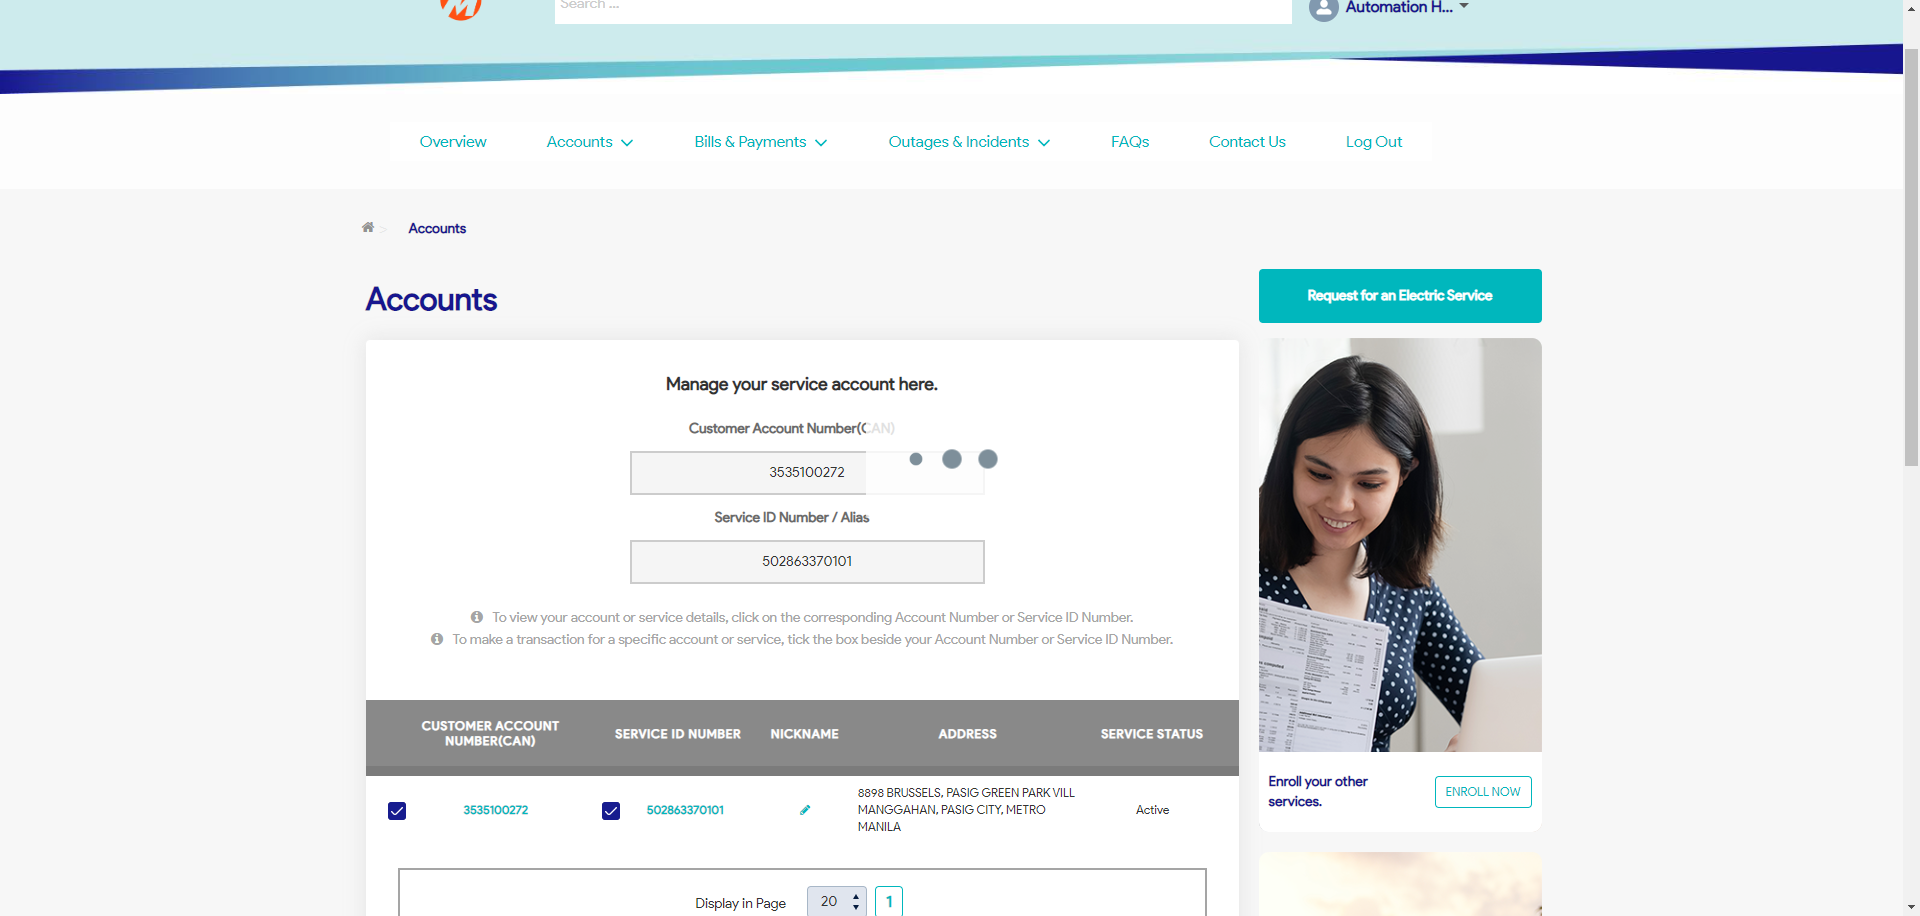 Search ...
Automation H...
Overview
Accounts
Bills & Payments
Outages & Incidents
FAQs
Contact Us
Log Out
>
Accounts
Accounts
Request for an Electric Service
Manage your service account here.
Customer Account Number(CAN)
3535100272
Service ID Number / Alias
502863370101
To view your account or service details, click on the corresponding Account Number or Service ID Number.
To make a transaction for a specific account or service, tick the box beside your Account Number or Service ID Number.
CUSTOMER ACCOUNT
NUMBER(CAN)
SERVICE ID NUMBER
NICKNAME
ADDRESS
SERVICE STATUS
3535100272
502863370101
8898 BRUSSELS, PASIG GREEN PARK VILL
MANGGAHAN, PASIG CITY, METRO
MANILA
Active
Enroll your other
services.
ENROLL NOW
Display in Page
20
1